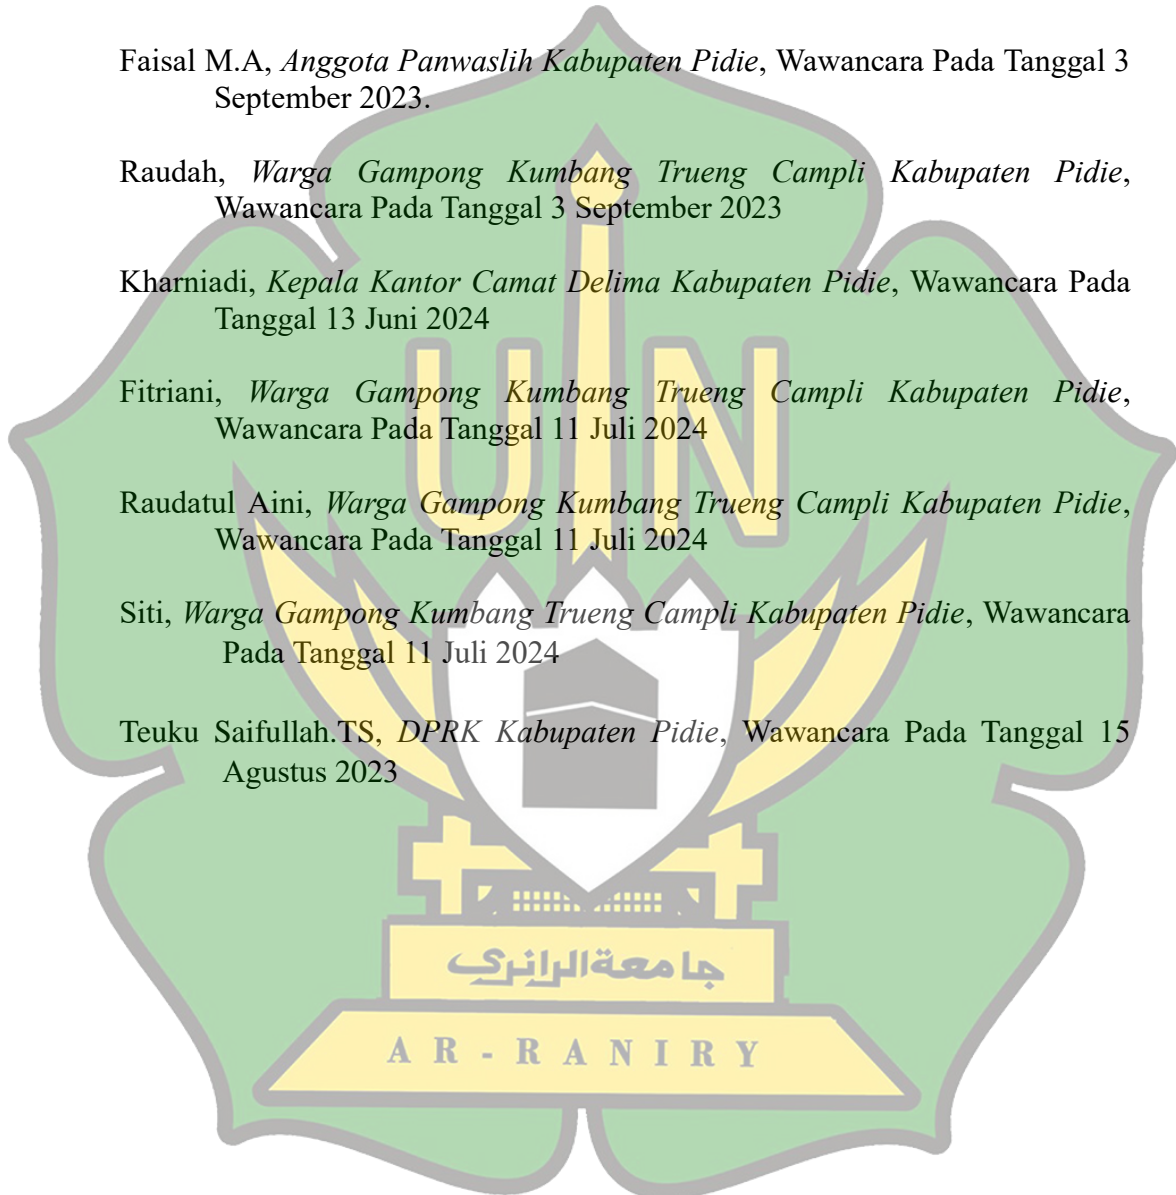 Faisal M.A, Anggota Panwaslih Kabupaten Pidie, Wawancara Pada Tanggal 3
September 2023.
Raudah, Warga Gampong Kumbang Trueng Campli Kabupaten Pidie,
Wawancara Pada Tanggal 3 September 2023
Kharniadi, Kepala Kantor Camat Delima Kabupaten Pidie, Wawancara Pada
Tanggal 13 Juni 2024
Fitriani, Warga Gampong Kumbang Trueng Campli Kabupaten Pidie,
Wawancara Pada Tanggal 11 Juli 2024
Raudatul Aini, Warga Gampong Kumbang Trueng Campli Kabupaten Pidie,
Wawancara Pada Tanggal 11 Juli 2024
Siti, Warga Gampong Kumbang Trueng Campli Kabupaten Pidie, Wawancara
Pada Tanggal 11 Juli 2024
Teuku Saifullah.TS, DPRK Kabupaten Pidie, Wawancara Pada Tanggal 15
Agustus 2023
UIN
جامعةالرانري
AR-RANIRY